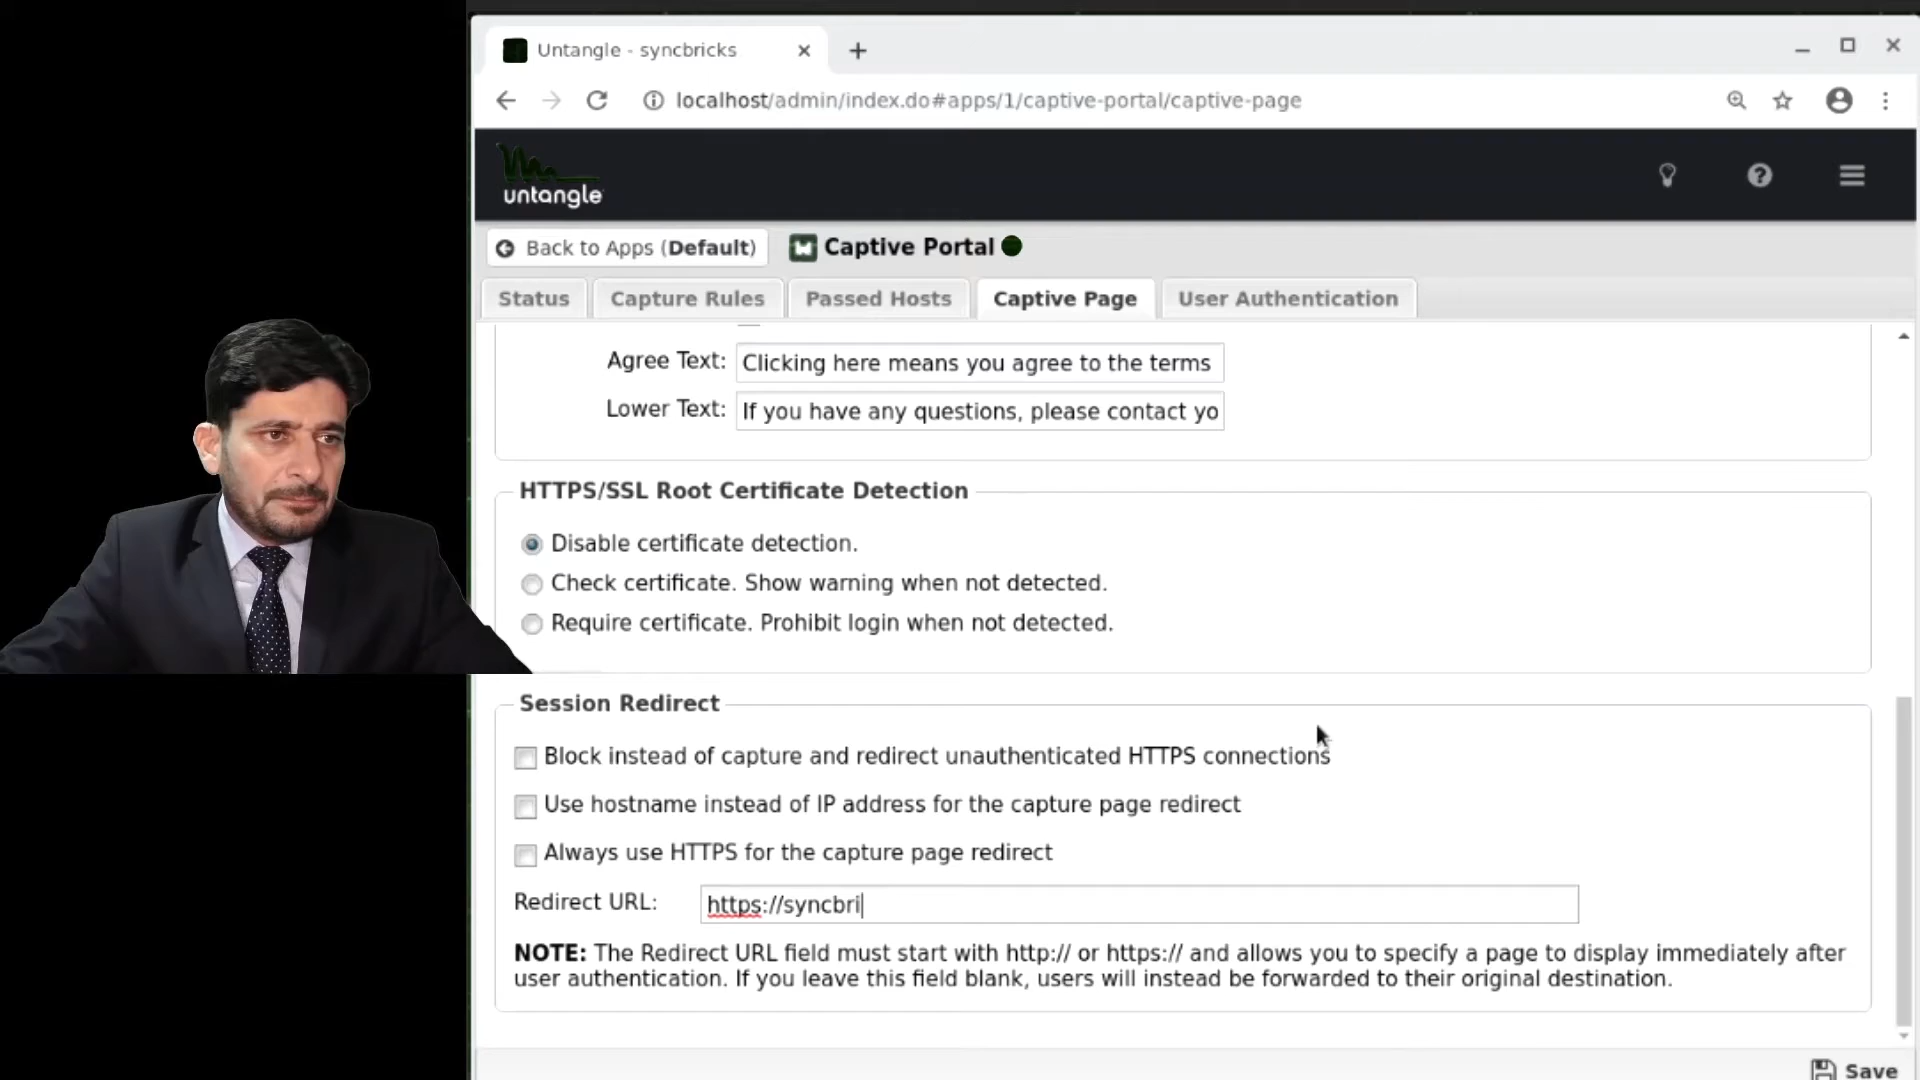 Untangle - syncbricks
localhost/admin/index.do#apps/1/captive-portal/captive-page
untangle
Back to Apps (Default)
Captive Portal
Status
Capture Rules
Passed Hosts
Captive Page
User Authentication
Agree Text:
Clicking here means you agree to the terms
Lower Text:
If you have any questions, please contact yo
HTTPS/SSL Root Certificate Detection
Disable certificate detection.
Check certificate. Show warning when not detected.
Require certificate. Prohibit login when not detected.
Session Redirect
Block instead of capture and redirect unauthenticated HTTPS connections
Use hostname instead of IP address for the capture page redirect
Always use HTTPS for the capture page redirect
Redirect URL:
https://syncbri
NOTE: The Redirect URL field must start with http:// or https:// and allows you to specify a page to display immediately after
user authentication. If you leave this field blank, users will instead be forwarded to their original destination.
Save